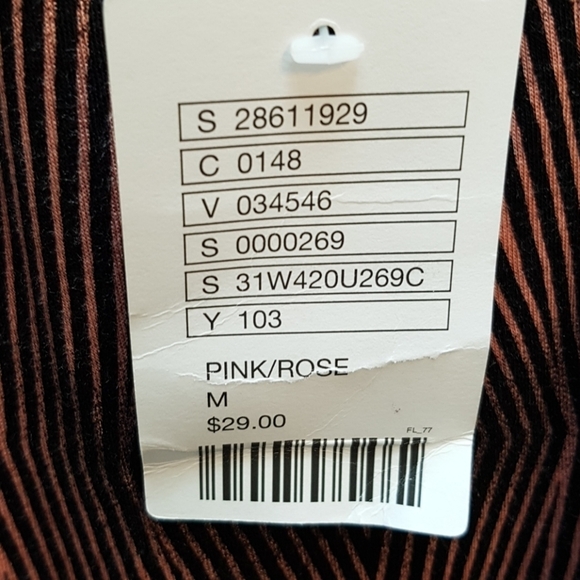 S 28611929
C 0148
V 034546
S 0000269
S 31W420U269C
Y 103
PINK/ROSE
M
$29.00
FL_77